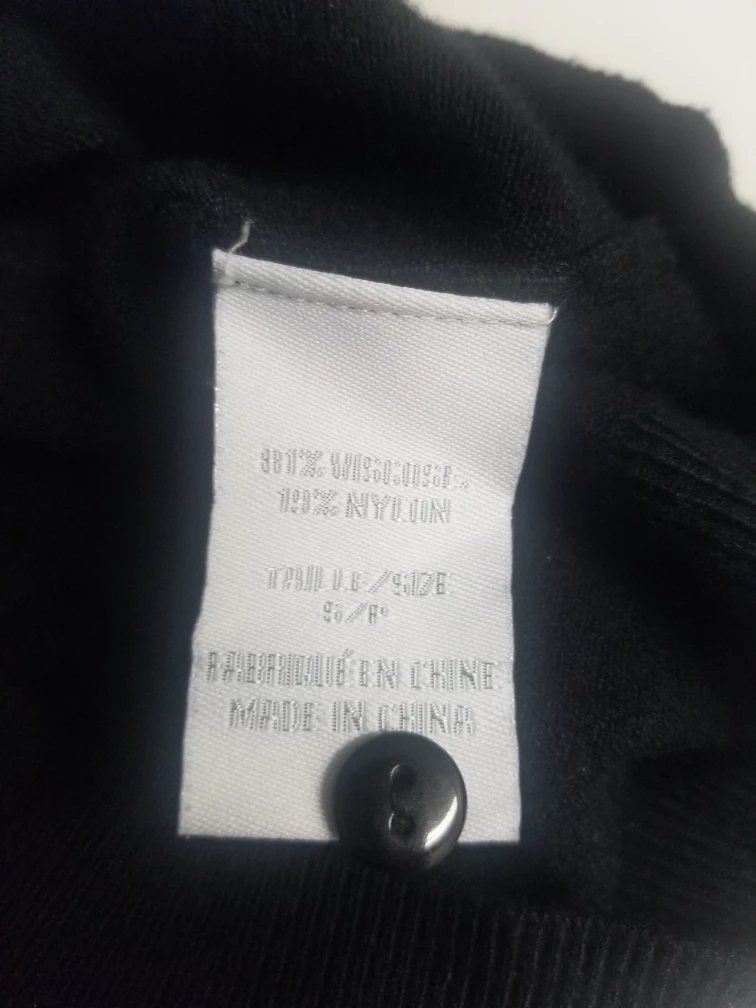 81% VISCOSE
19% NYLON
TAILLE/SIZE
S/P
FABRIQUÉ EN CHINE
MADE IN CHINA